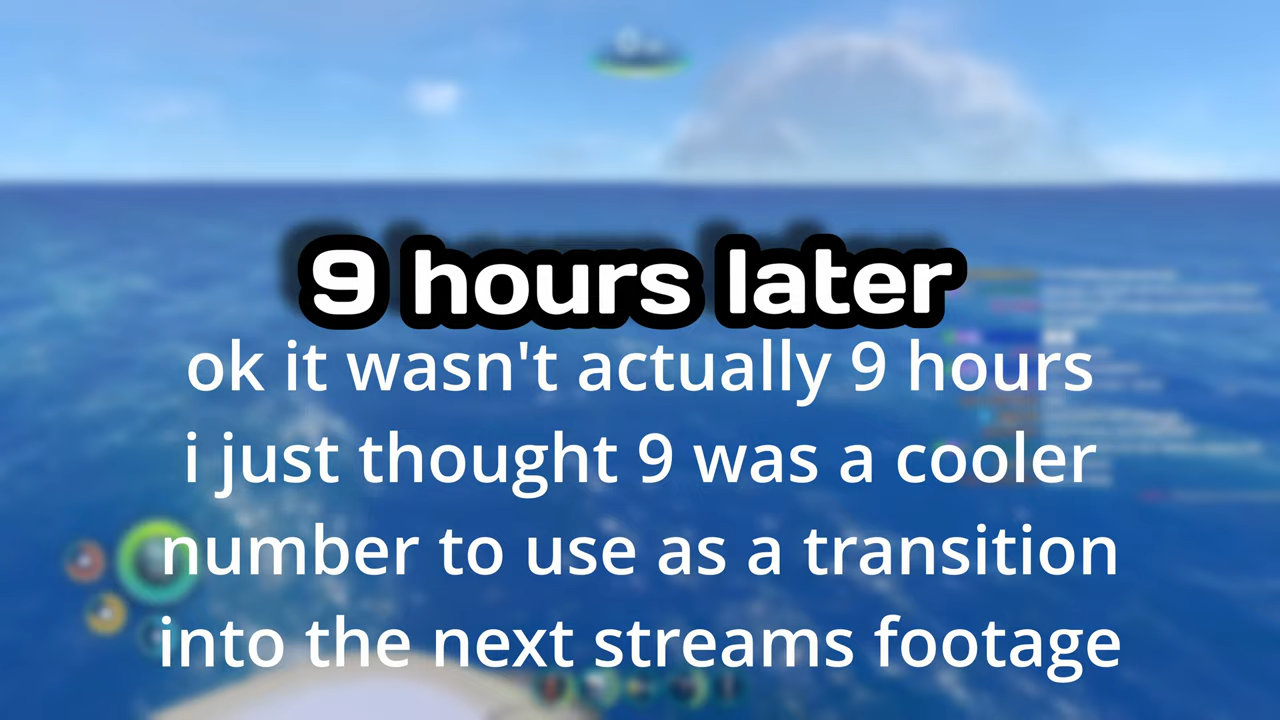 9 hours later
ok it wasn't actually 9 hours
i just thought 9 was a cooler
number to use as a transition
into the next streams footage